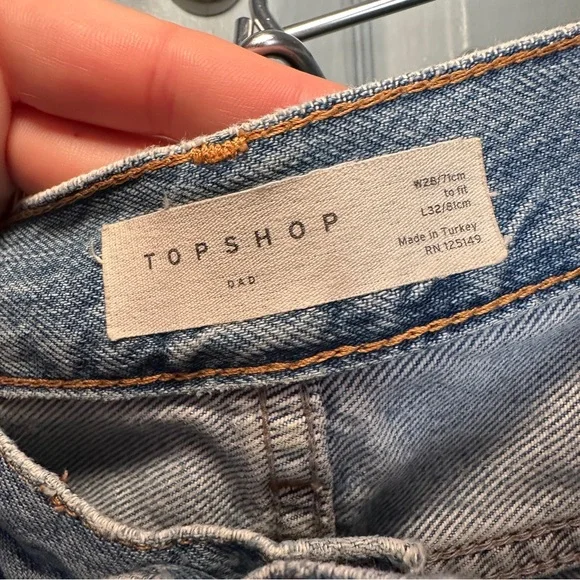 TOPSHOP
DAD
W28/71cm
to fit
L32/81cm
Made in Turkey
RN 125149